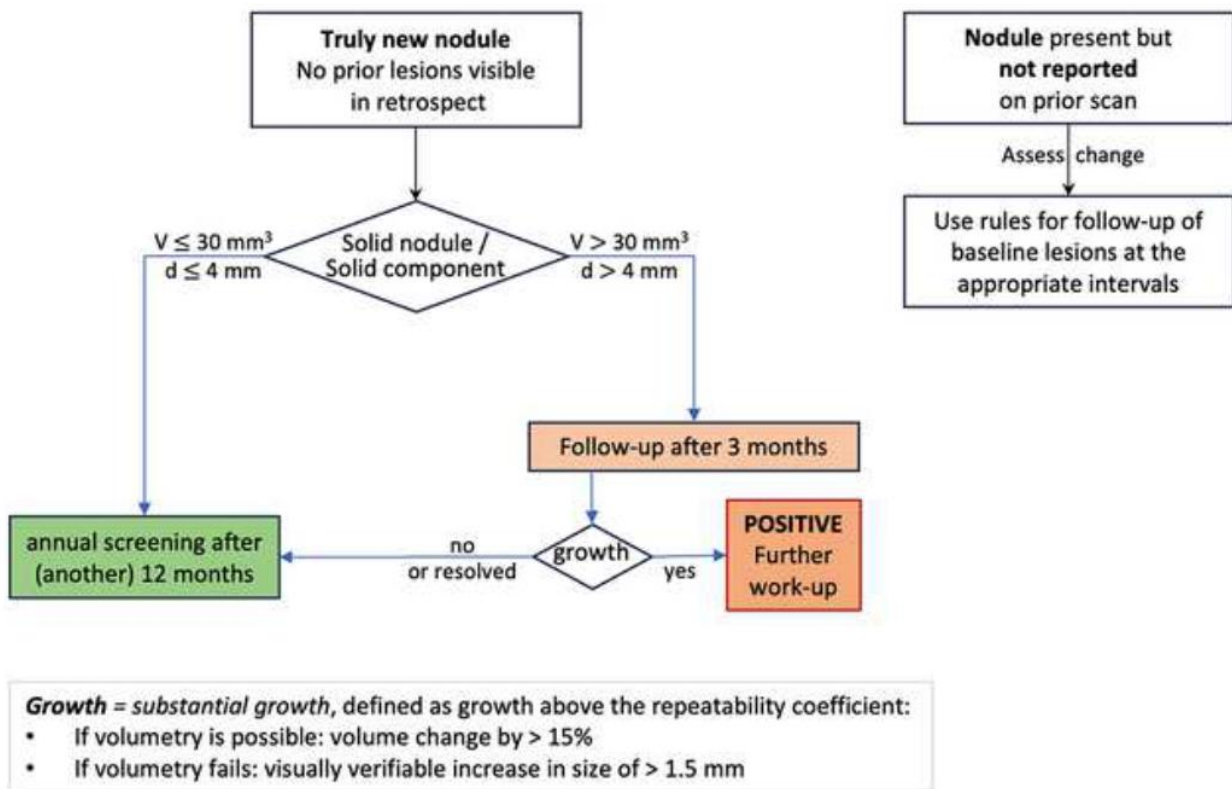 Truly new nodule
No prior lesions visible
in retrospect
Nodule present but
not reported
on prior scan
Assess change
Use rules for follow-up of
baseline lesions at the
appropriate intervals
V ≤ 30 mm³
d ≤ 4 mm
Solid nodule /
Solid component
V > 30 mm³
d > 4 mm
Follow-up after 3 months
annual screening after
(another) 12 months
no
or resolved
growth
yes
POSITIVE
Further
work-up
Growth = substantial growth, defined as growth above the repeatability coefficient:
• If volumetry is possible: volume change by > 15%
• If volumetry fails: visually verifiable increase in size of > 1.5 mm